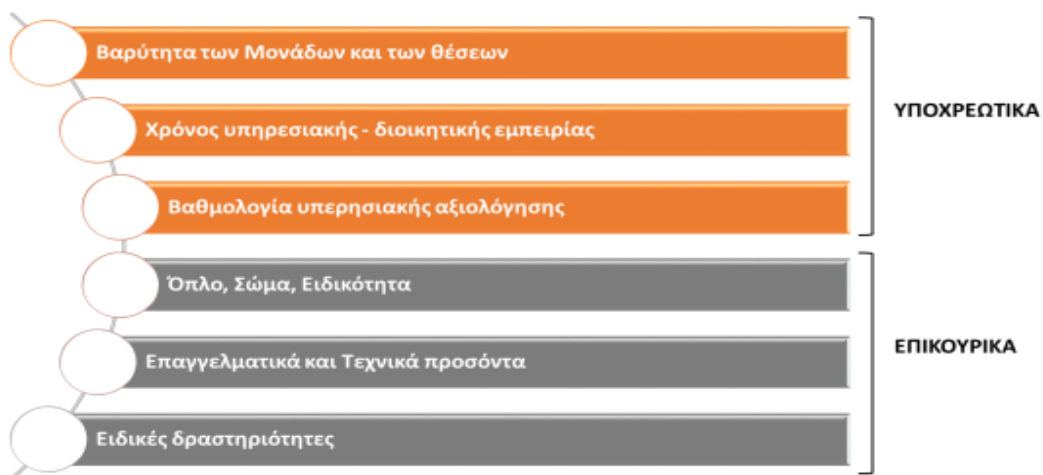 Βαρύτητα των Μονάδων και των θέσεων
Χρόνος υπηρεσιακής - διοικητικής εμπειρίας
ΥΠΟΧΡΕΩΤΙΚΑ
Βαθμολογία υπερησιακής αξιολόγησης
Όπλο, Σώμα, Ειδικότητα
Επαγγελματικά και Τεχνικά προσόντα
ΕΠΙΚΟΥΡΙΚΑ
Ειδικές δραστηριότητες